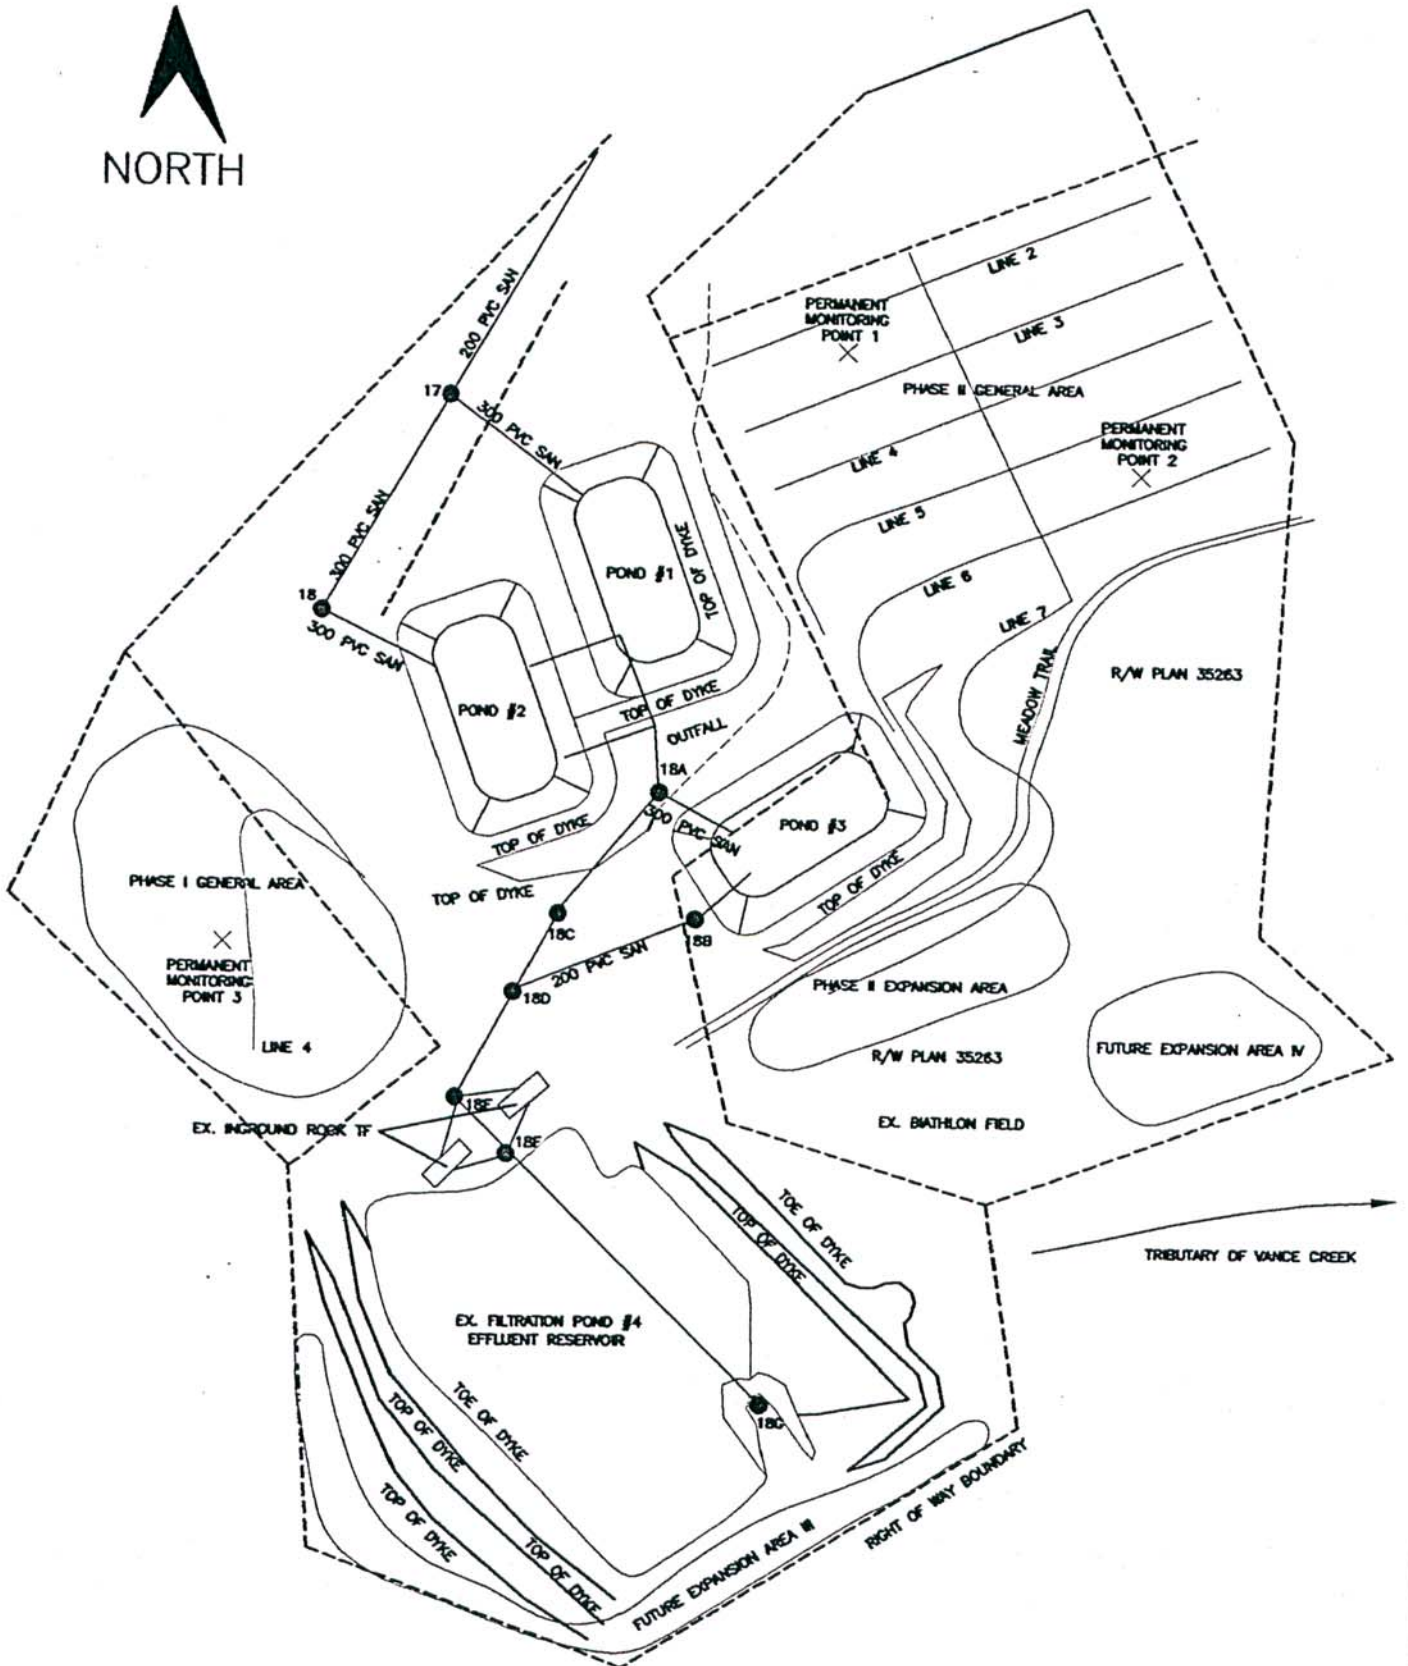 NORTH
200 PVC SAN
17
300 PVC SAN
300 PVC SAN
18
300 PVC SAN
LINE 2
PERMANENT
MONITORING
POINT 1
LINE 3
PHASE II GENERAL AREA
PERMANENT
MONITORING
POINT 2
LINE 4
LINE 5
LINE 6
LINE 7
POND #1
TOP OF DYKE
POND #2
TOP OF DYKE
OUTFALL
18A
300 PVC SAN
POND #3
MEADOW TRAIL
R/W PLAN 35263
TOP OF DYKE
TOP OF DYKE
TOP OF DYKE
PHASE I GENERAL AREA
18C
18B
200 PVC SAN
18D
PERMANENT
MONITORING
POINT 3
LINE 4
PHASE II EXPANSION AREA
R/W PLAN 35263
FUTURE EXPANSION AREA IV
EX. BIATHLON FIELD
18F
EX. INGROUND ROCK TF
18E
TOE OF DYKE
TOP OF DYKE
TRIBUTARY OF VANCE CREEK
EX. FILTRATION POND #4
EFFLUENT RESERVOIR
TOE OF DYKE
TOP OF DYKE
18G
TOP OF DYKE
TOP OF DYKE
FUTURE EXPANSION AREA III
RIGHT OF WAY BOUNDARY